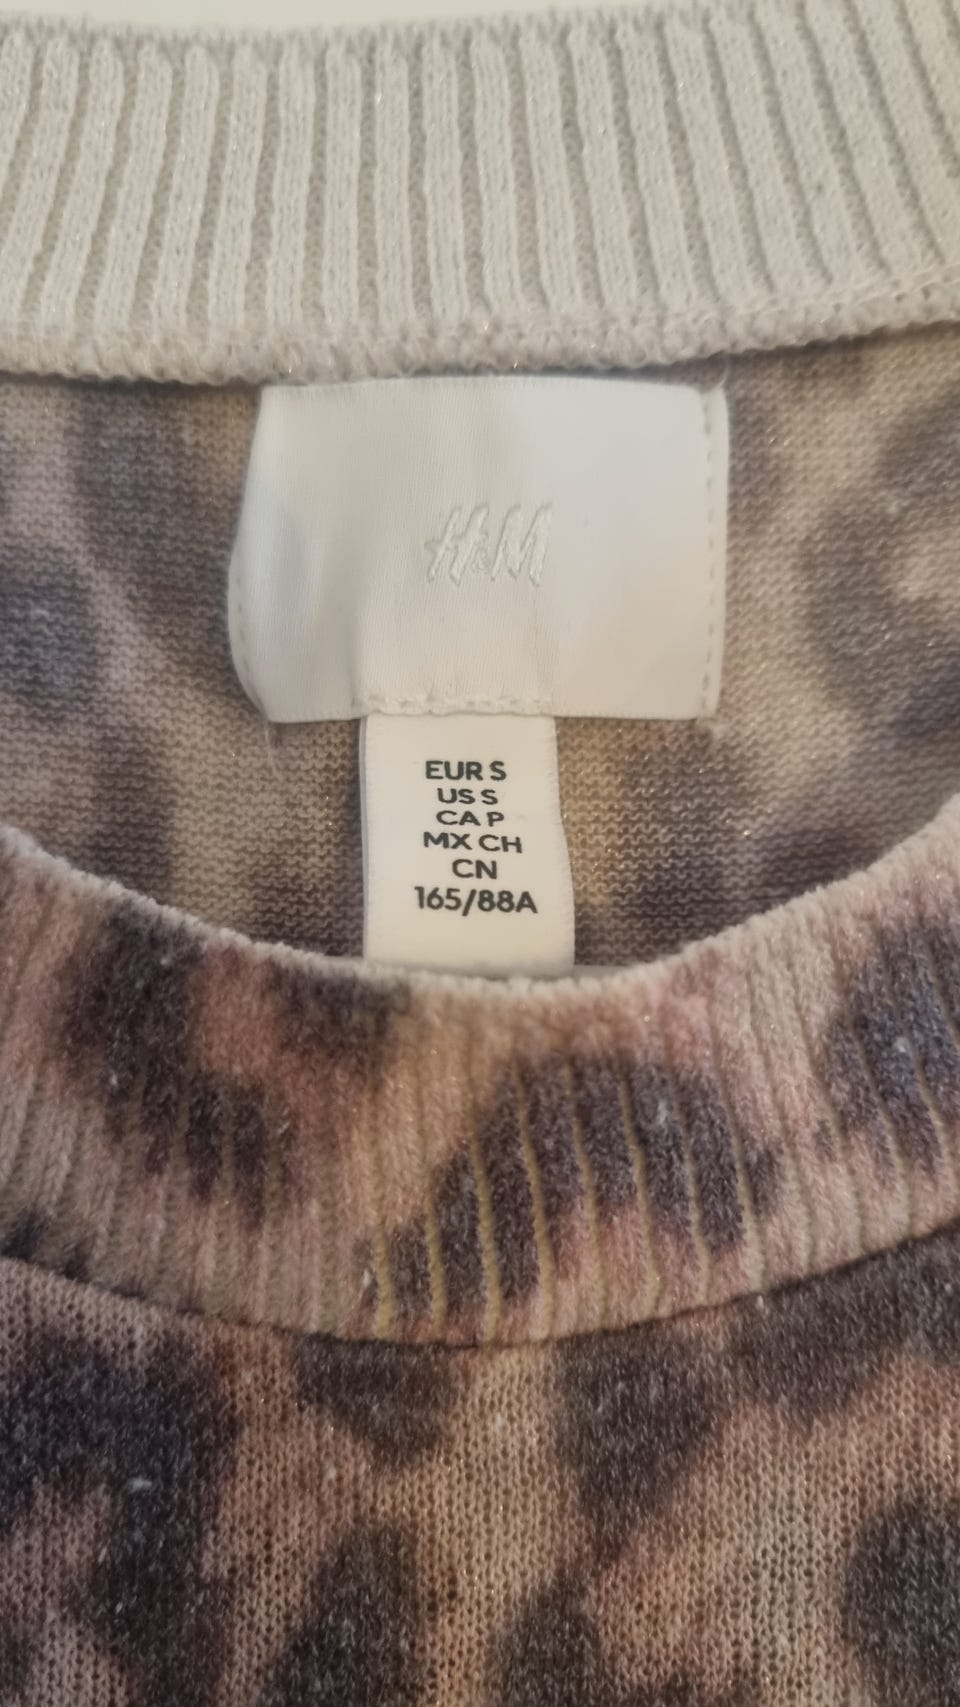 H&M
EUR S
US S
CA P
MX CH
CN
165/88A